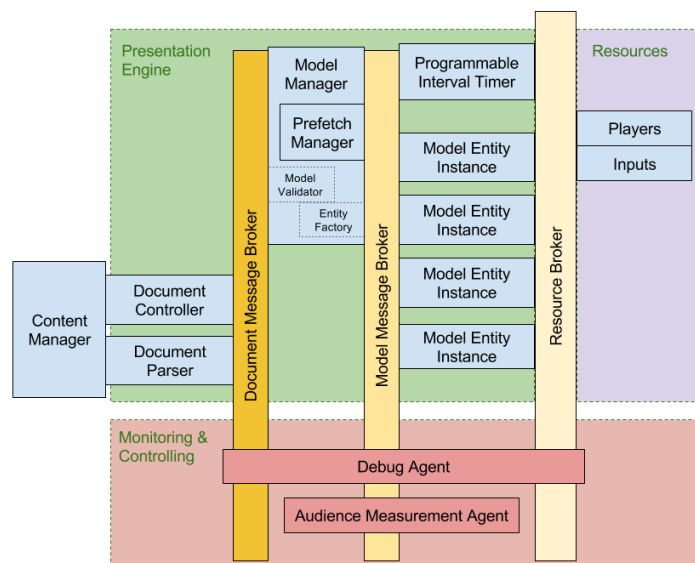 Presentation
Engine
Document Message Broker
Model
Manager
Prefetch
Manager
Model
Validator
Entity
Factory
Model Message Broker
Programmable
Interval Timer
Model Entity
Instance
Model Entity
Instance
Model Entity
Instance
Model Entity
Instance
Resource Broker
Resources
Players
Inputs
Content
Manager
Document
Controller
Document
Parser
Monitoring &
Controlling
Debug Agent
Audience Measurement Agent